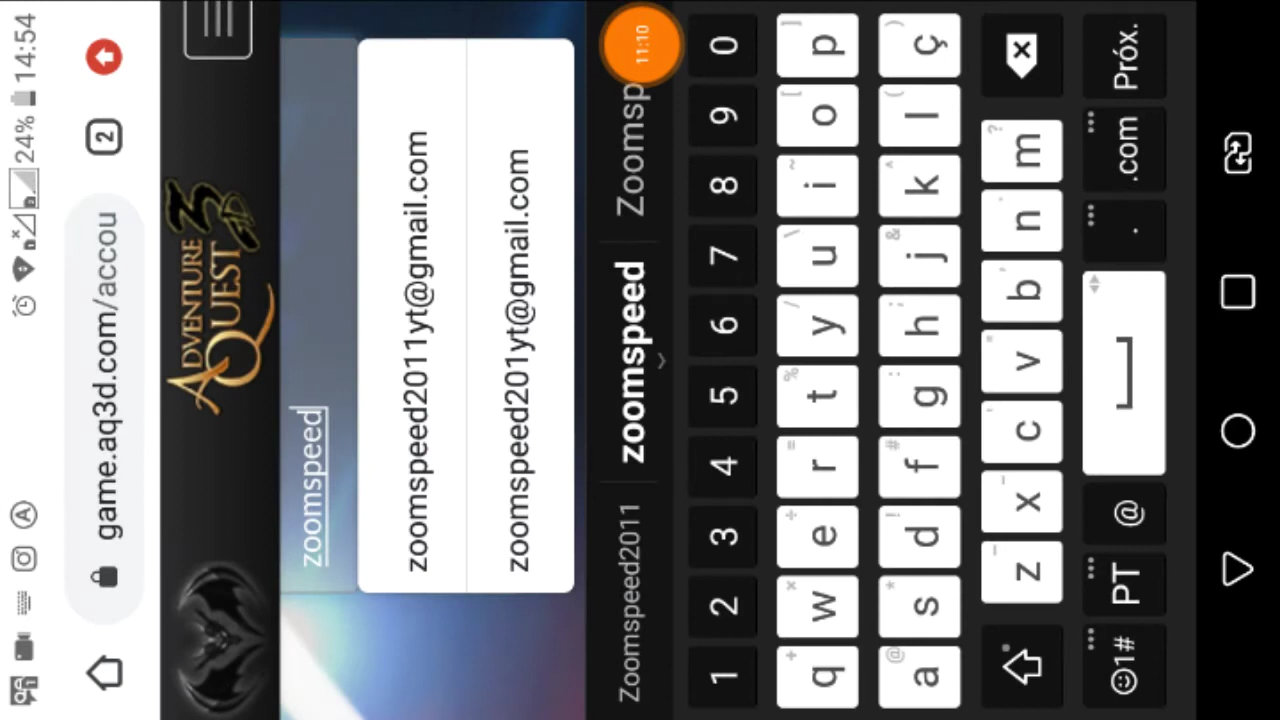 24% 14:54
game.aq3d.com/accou
2
ADVENTURE
QUEST 3D
zoomspeed
zoomspeed2011yt@gmail.com
zoomspeed201yt@gmail.com
11:10
Zoomspeed2011 zoomspeed Zoomsp
1 2 3 4 5 6 7 8 9 0
q w e r t y u i o p
a s d f g h j k l ç
z x c v b n m
1# PT @ . .com Próx.